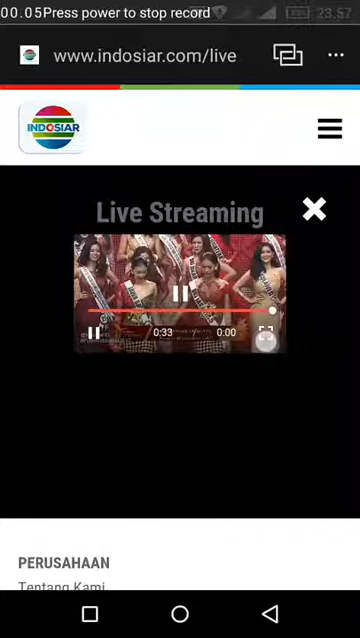 00.05Press power to stop record
23:57
www.indosiar.com/live
INDOSIAR
Live Streaming
0:33 / 0:00
PERUSAHAAN
Tentang Kami